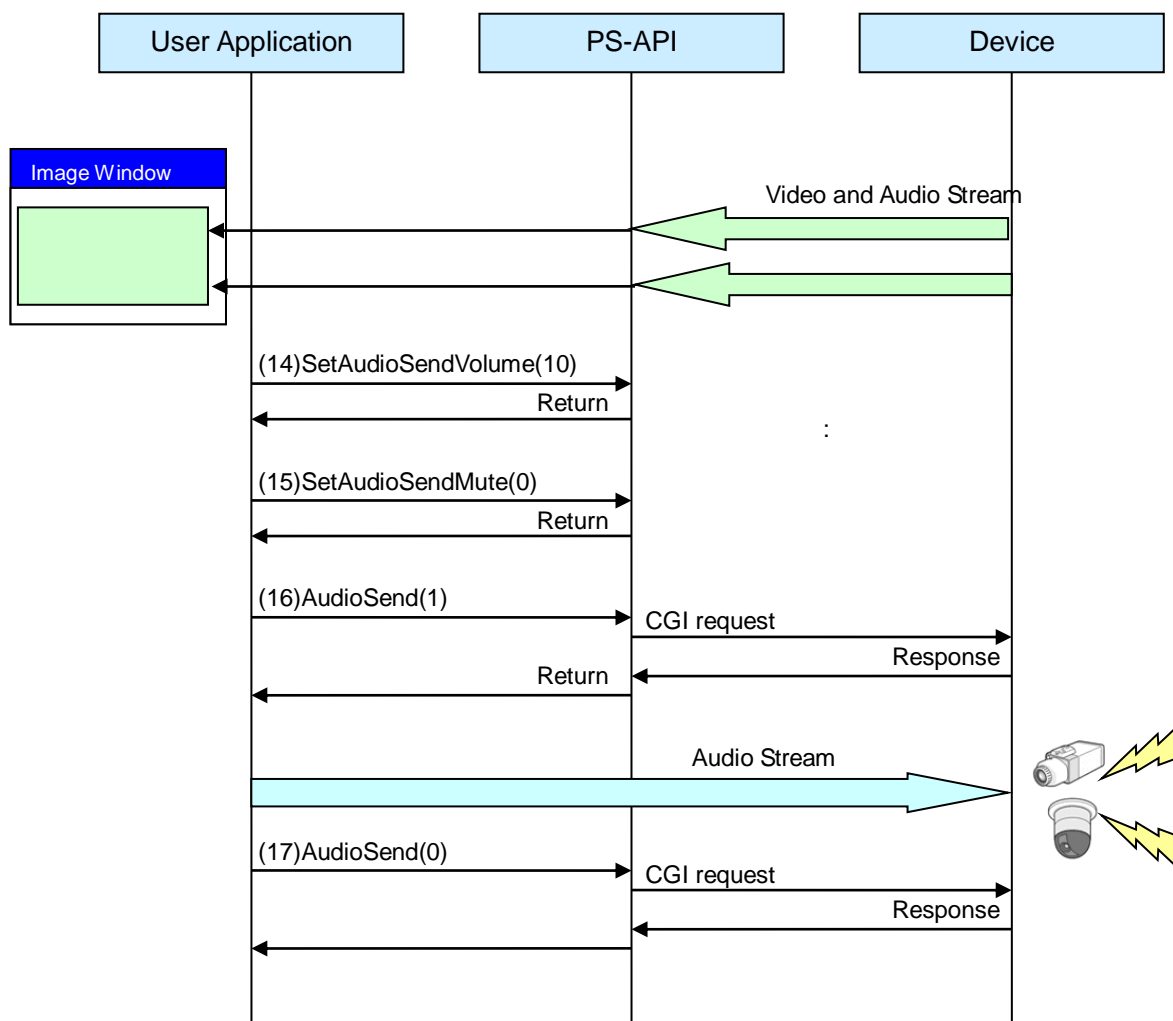 User Application
PS-API
Device
Image Window
Video and Audio Stream
(14)SetAudioSendVolume(10)
Return
:
(15)SetAudioSendMute(0)
Return
(16)AudioSend(1)
CGI request
Response
Return
Audio Stream
(17)AudioSend(0)
CGI request
Response